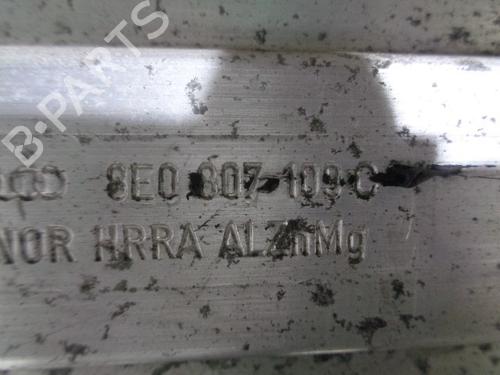 B-PARTS
8E0 807 109 C
NOR HRRA ALZnMg